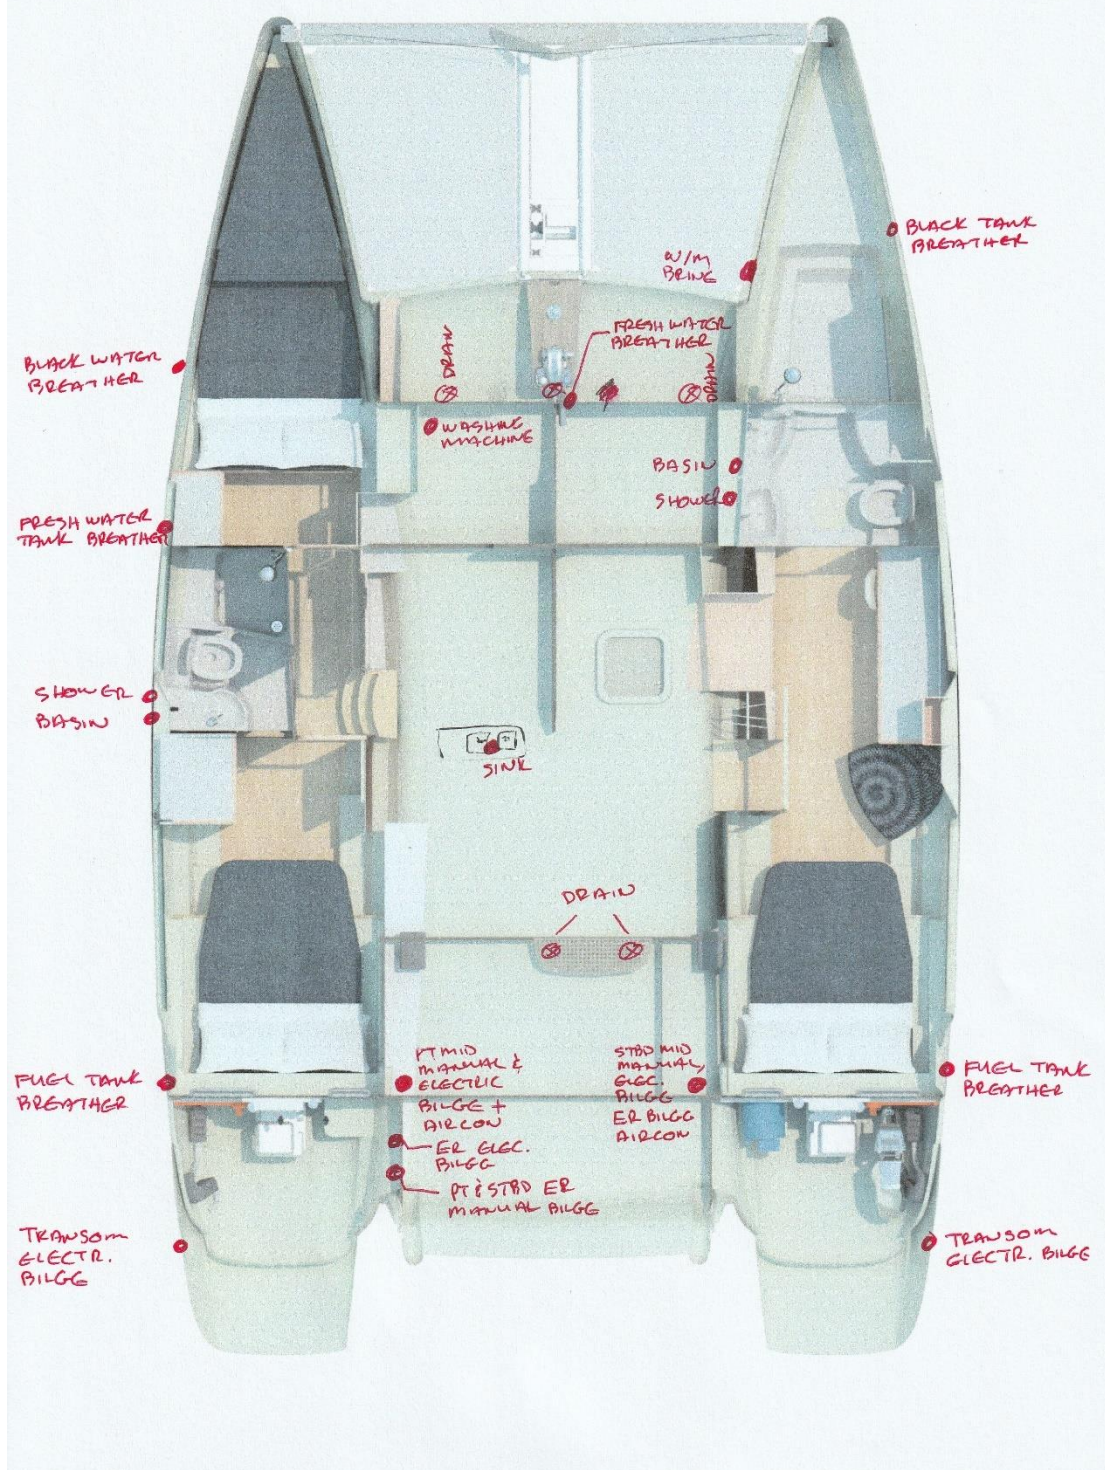 BLACK TANK
BREATHER
W/M
BRINE
FRESH WATER
BREATHER
DRAIN
DRAIN
BLACK WATER
BREATHER
WASHING
MACHINE
BASIN
SHOWER
FRESH WATER
TANK BREATHER
SHOWER
BASIN
SINK
DRAIN
PT MID
MANUAL &
ELECTRIC
BILGE +
AIRCON
STBD MID
MANUAL,
ELEC.
BILGE
ER BILGE
AIRCON
FUEL TANK
BREATHER
FUEL TANK
BREATHER
ER ELEC.
BILGE
PT & STBD ER
MANUAL BILGE
TRANSOM
ELECTR.
BILGE
TRANSOM
ELECTR. BILGE